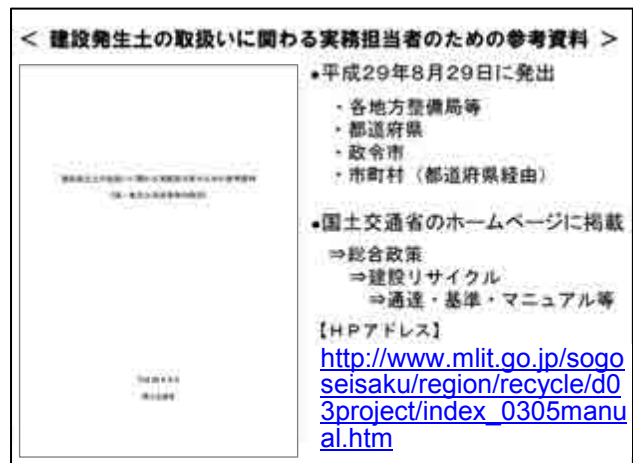 ＜ 建設発生土の取扱いに関わる実務担当者のための参考資料 ＞
•平成29年8月29日に発出
・各地方整備局等
・都道府県
・政令市
・市町村（都道府県経由）
•国土交通省のホームページに掲載
⇒総合政策
⇒建設リサイクル
⇒通達・基準・マニュアル等
【HPアドレス】
http://www.mlit.go.jp/sogo
seisaku/region/recycle/d0
3project/index_0305manu
al.htm